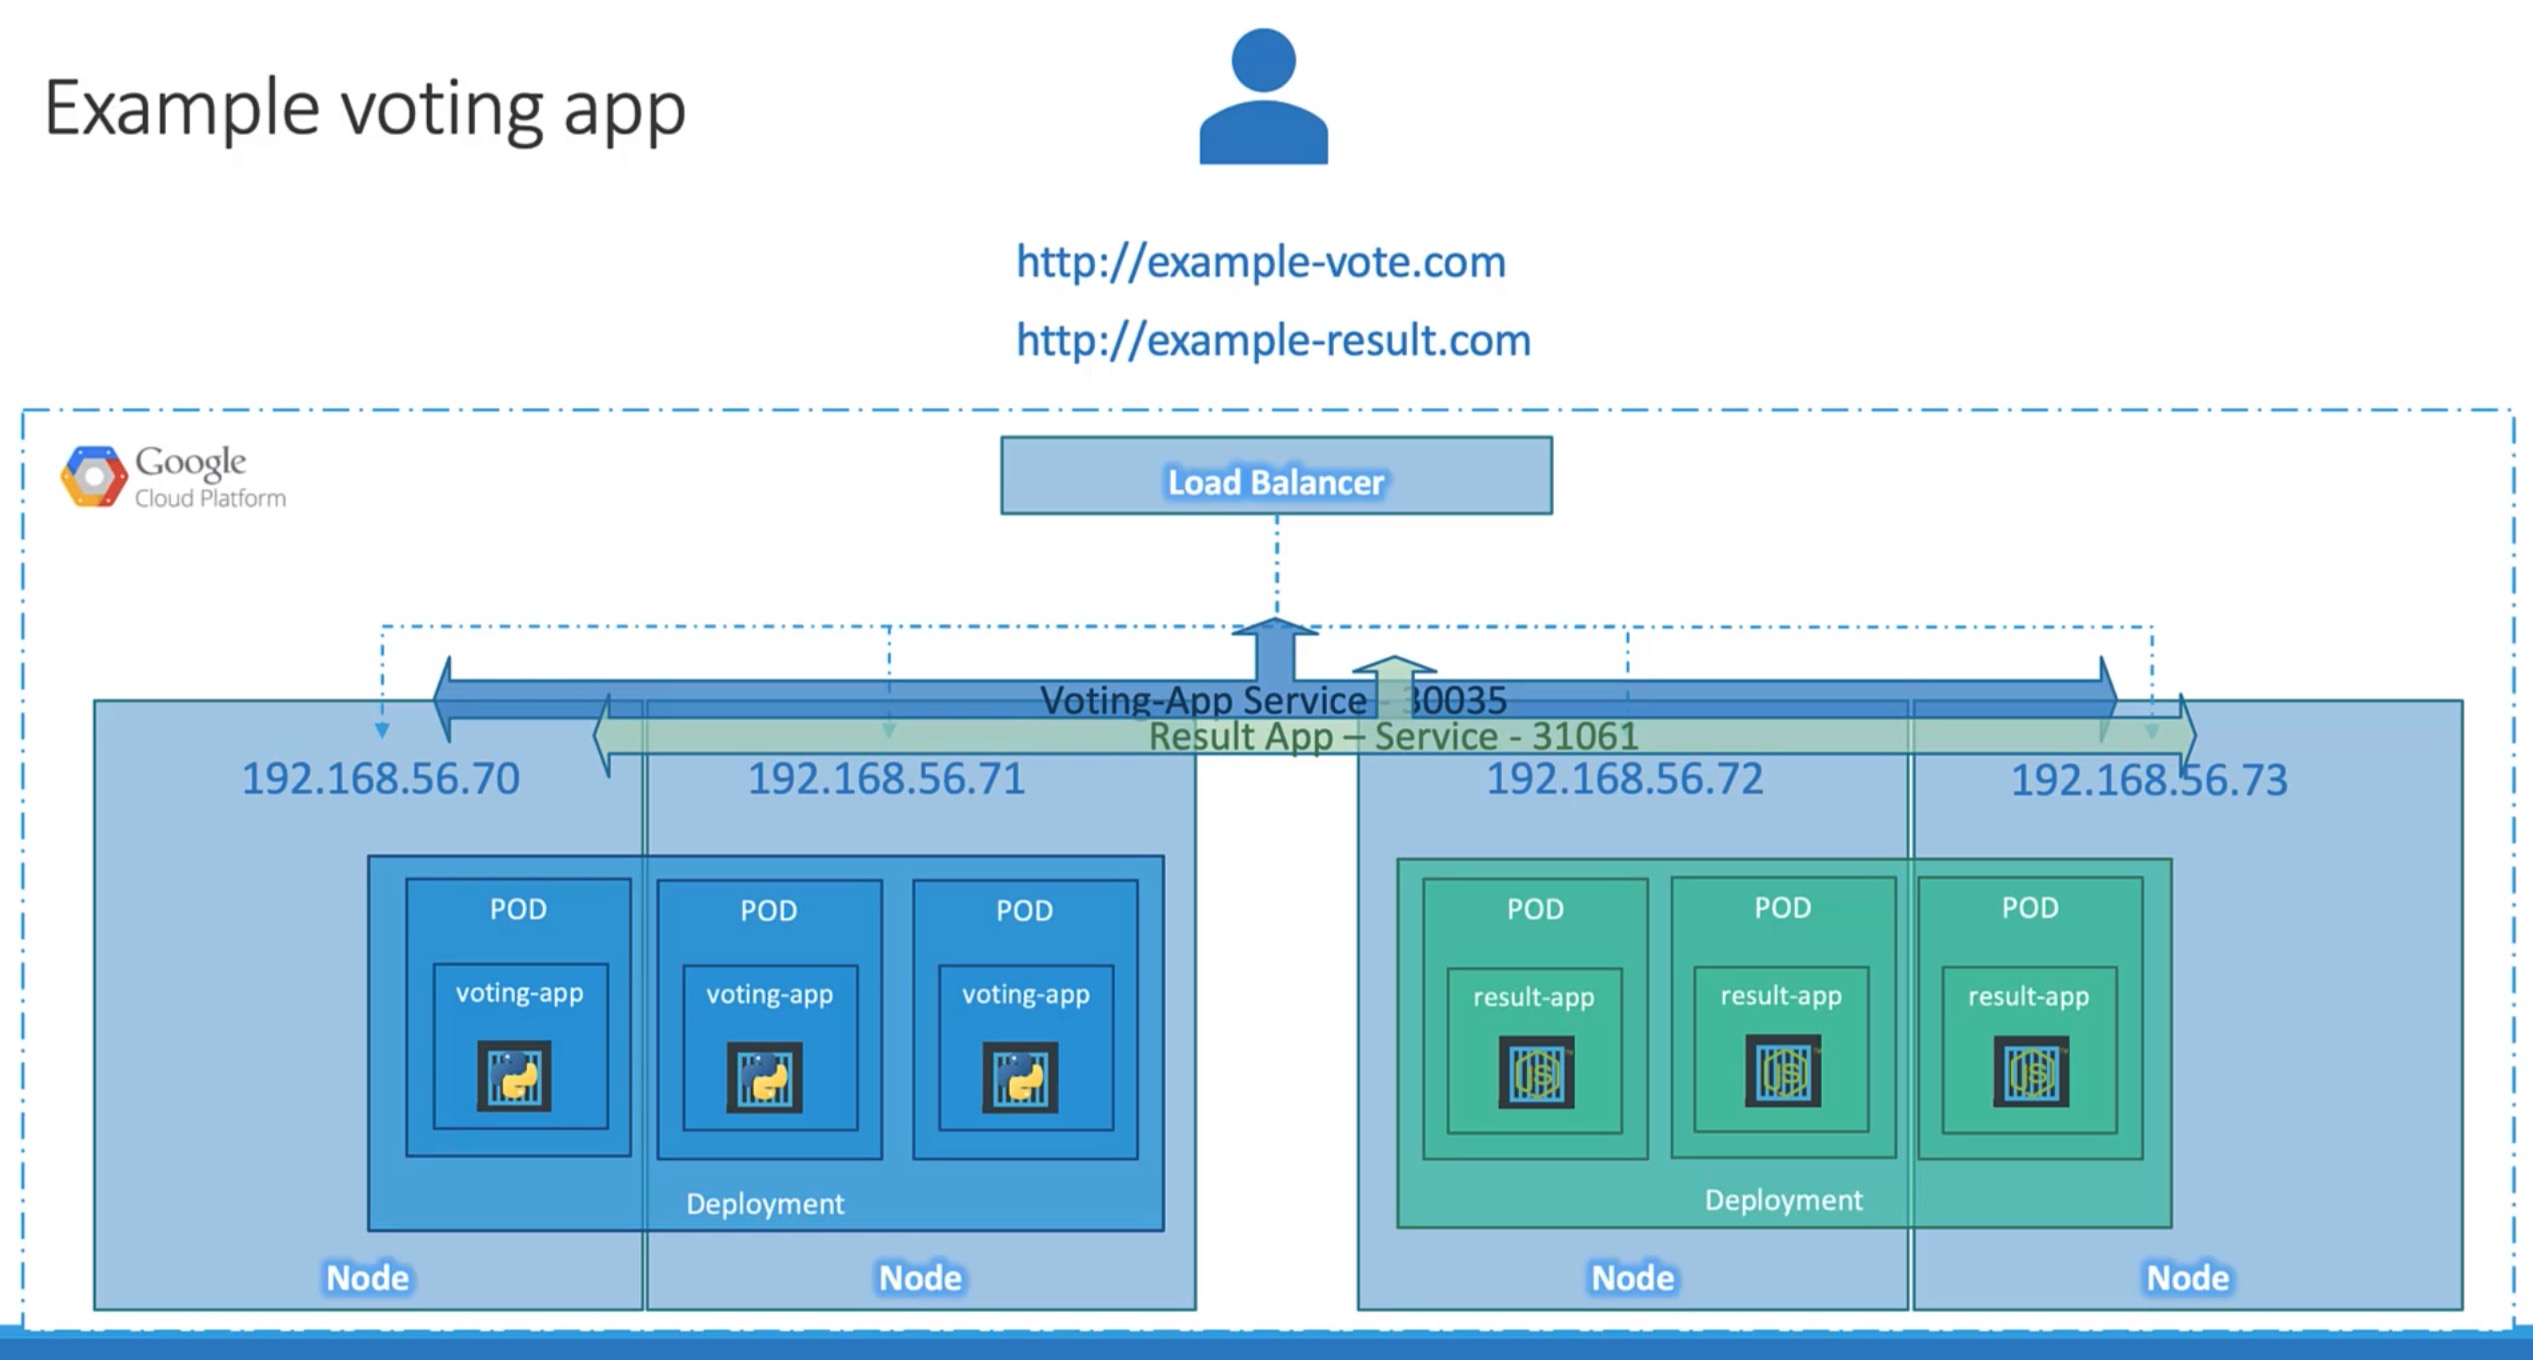 Example voting app
http://example-vote.com
http://example-result.com
Google
Cloud Platform
Load Balancer
Voting-App Service - 30035
Result App – Service - 31061
192.168.56.70
192.168.56.71
192.168.56.72
192.168.56.73
POD
POD
POD
POD
POD
POD
voting-app
voting-app
voting-app
result-app
result-app
result-app
JS
JS
JS
Deployment
Deployment
Node
Node
Node
Node